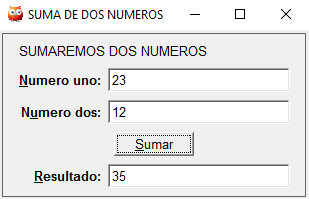 SUMA DE DOS NUMEROS
SUMAREMOS DOS NUMEROS
Numero uno: 23
Numero dos: 12
Sumar
Resultado: 35